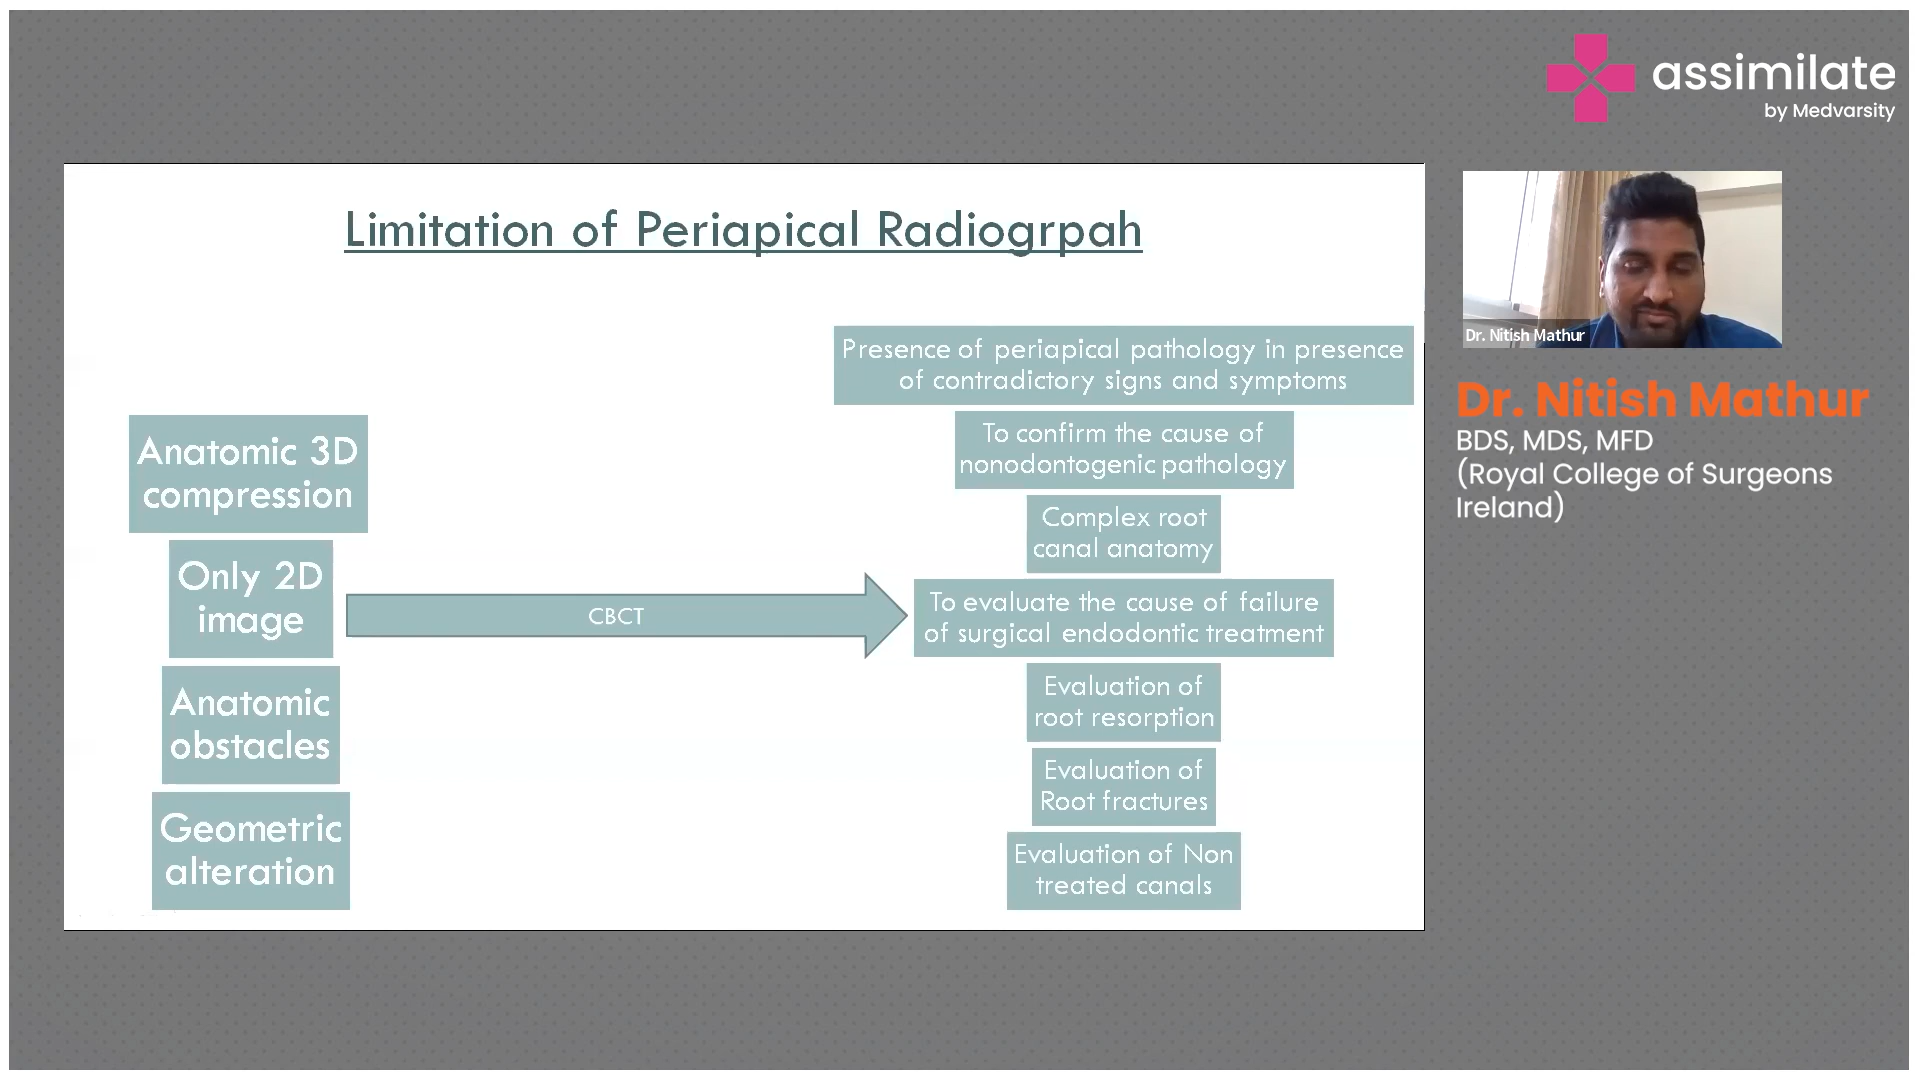 assimilate
by Medvarsity
Limitation of Periapical Radiogrpah
Anatomic 3D
compression
Only 2D
image
Anatomic
obstacles
Geometric
alteration
CBCT
Presence of periapical pathology in presence
of contradictory signs and symptoms
To confirm the cause of
nonodontogenic pathology
Complex root
canal anatomy
To evaluate the cause of failure
of surgical endodontic treatment
Evaluation of
root resorption
Evaluation of
Root fractures
Evaluation of Non
treated canals
Dr. Nitish Mathur
Dr. Nitish Mathur
BDS, MDS, MFD
(Royal College of Surgeons
Ireland)